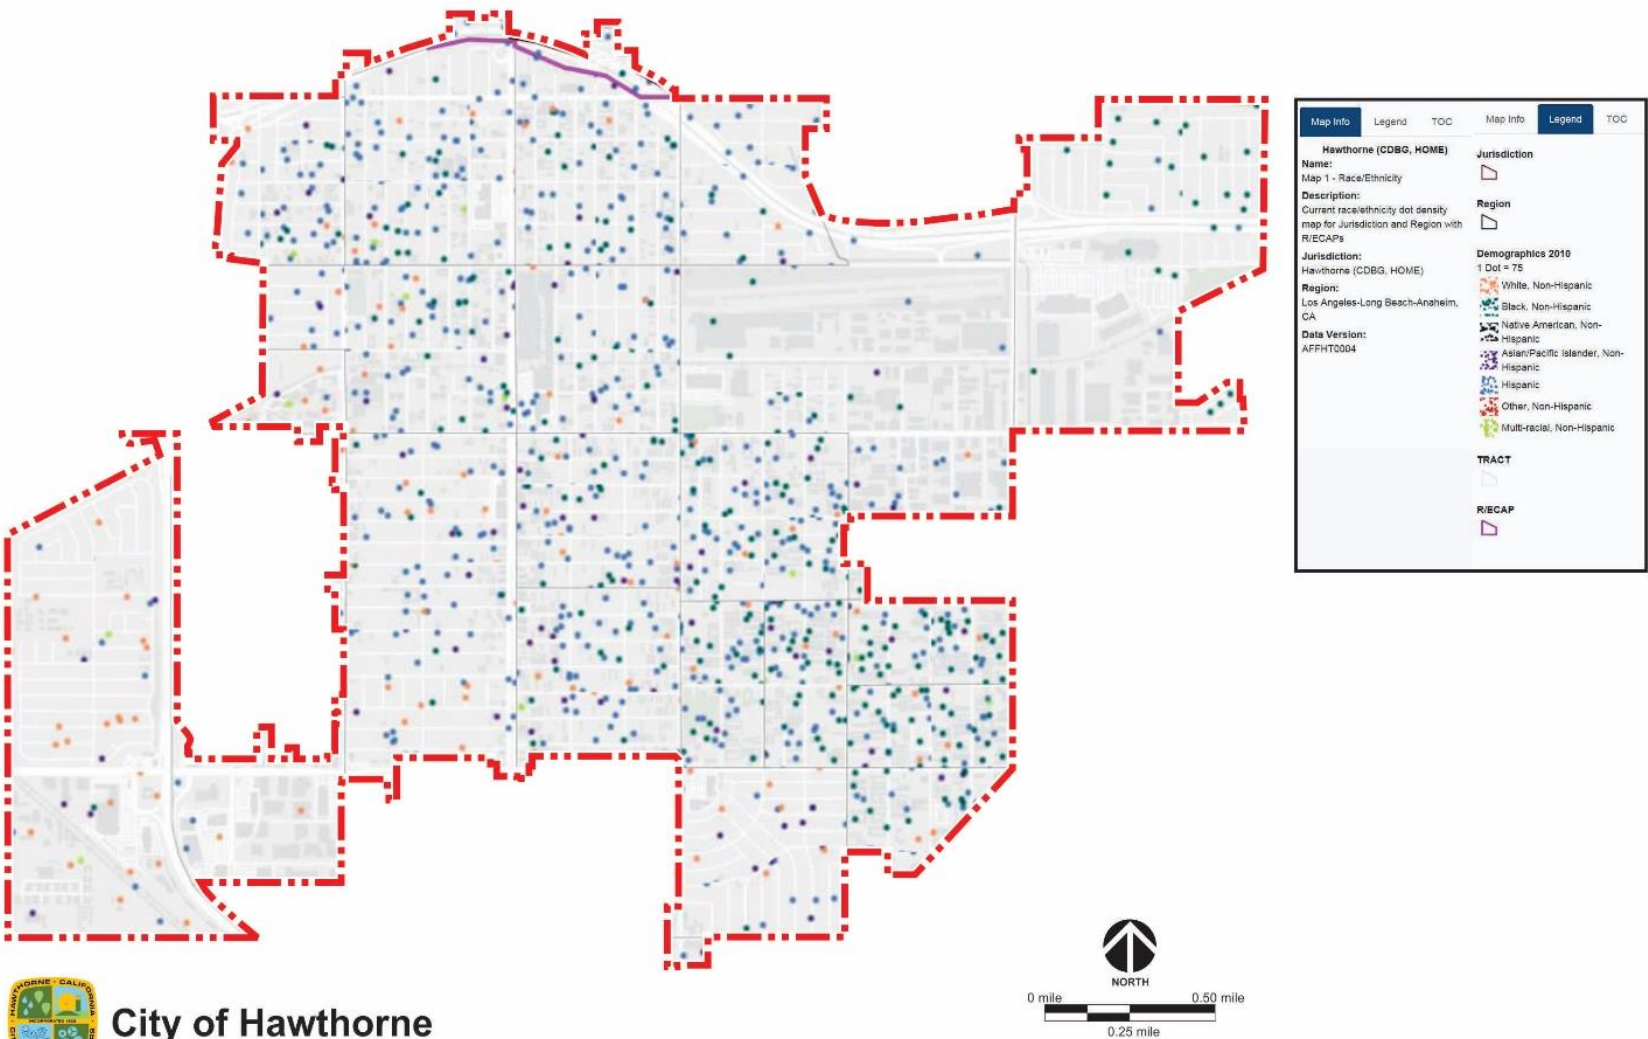 Map Info Legend TOC
Hawthorne (CDBG, HOME)
Name:
Map 1 - Race/Ethnicity
Description:
Current race/ethnicity dot density
map for Jurisdiction and Region with
R/ECAPs
Jurisdiction:
Hawthorne (CDBG, HOME)
Region:
Los Angeles-Long Beach-Anaheim,
CA
Data Version:
AFFHT0004
Map Info Legend TOC
Jurisdiction
Region
Demographics 2010
1 Dot = 75
White, Non-Hispanic
Black, Non-Hispanic
Native American, Non-
Hispanic
Asian/Pacific Islander, Non-
Hispanic
Hispanic
Other, Non-Hispanic
Multi-racial, Non-Hispanic
TRACT
R/ECAP
NORTH
0 mile 0.50 mile
0.25 mile
HAWTHORNE • CALIFORNIA
City of Hawthorne